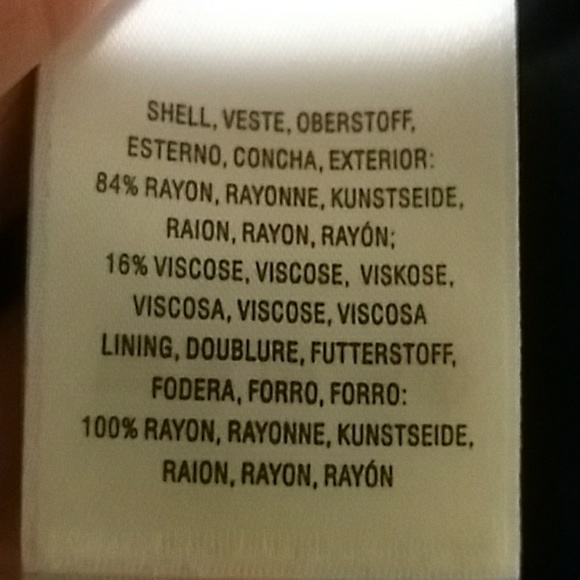 SHELL, VESTE, OBERSTOFF,
ESTERNO, CONCHA, EXTERIOR:
84% RAYON, RAYONNE, KUNSTSEIDE,
RAION, RAYON, RAYÓN;
16% VISCOSE, VISCOSE, VISKOSE,
VISCOSA, VISCOSE, VISCOSA
LINING, DOUBLURE, FUTTERSTOFF,
FODERA, FORRO, FORRO:
100% RAYON, RAYONNE, KUNSTSEIDE,
RAION, RAYON, RAYÓN